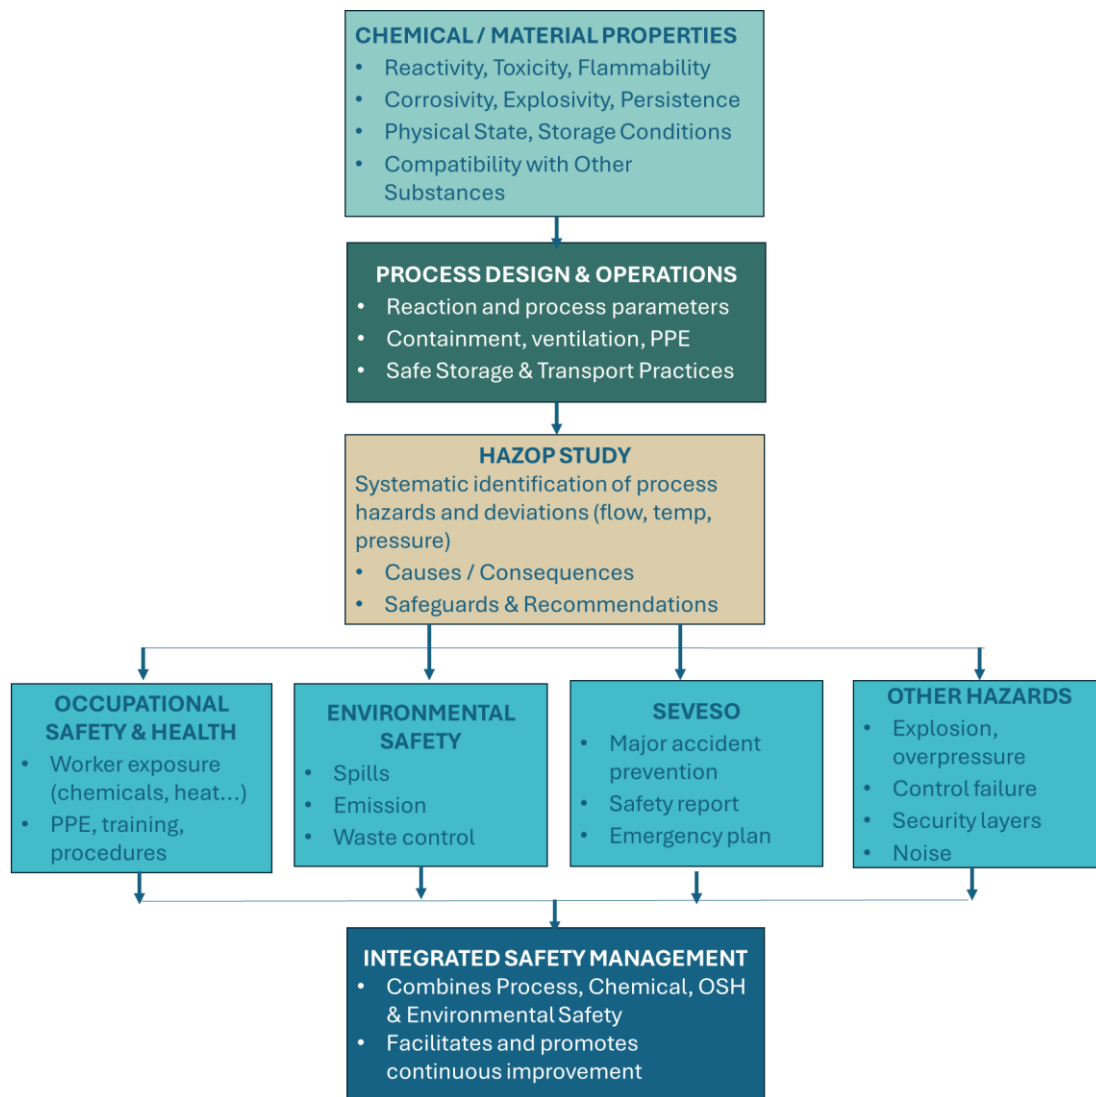 CHEMICAL / MATERIAL PROPERTIES
• Reactivity, Toxicity, Flammability
• Corrosivity, Explosivity, Persistence
• Physical State, Storage Conditions
• Compatibility with Other
Substances
PROCESS DESIGN & OPERATIONS
• Reaction and process parameters
• Containment, ventilation, PPE
• Safe Storage & Transport Practices
HAZOP STUDY
Systematic identification of process
hazards and deviations (flow, temp,
pressure)
• Causes / Consequences
• Safeguards & Recommendations
OCCUPATIONAL
SAFETY & HEALTH
• Worker exposure
(chemicals, heat...)
• PPE, training,
procedures
ENVIRONMENTAL
SAFETY
• Spills
• Emission
• Waste control
SEVESO
• Major accident
prevention
• Safety report
• Emergency plan
OTHER HAZARDS
• Explosion,
overpressure
• Control failure
• Security layers
• Noise
INTEGRATED SAFETY MANAGEMENT
• Combines Process, Chemical, OSH
& Environmental Safety
• Facilitates and promotes
continuous improvement